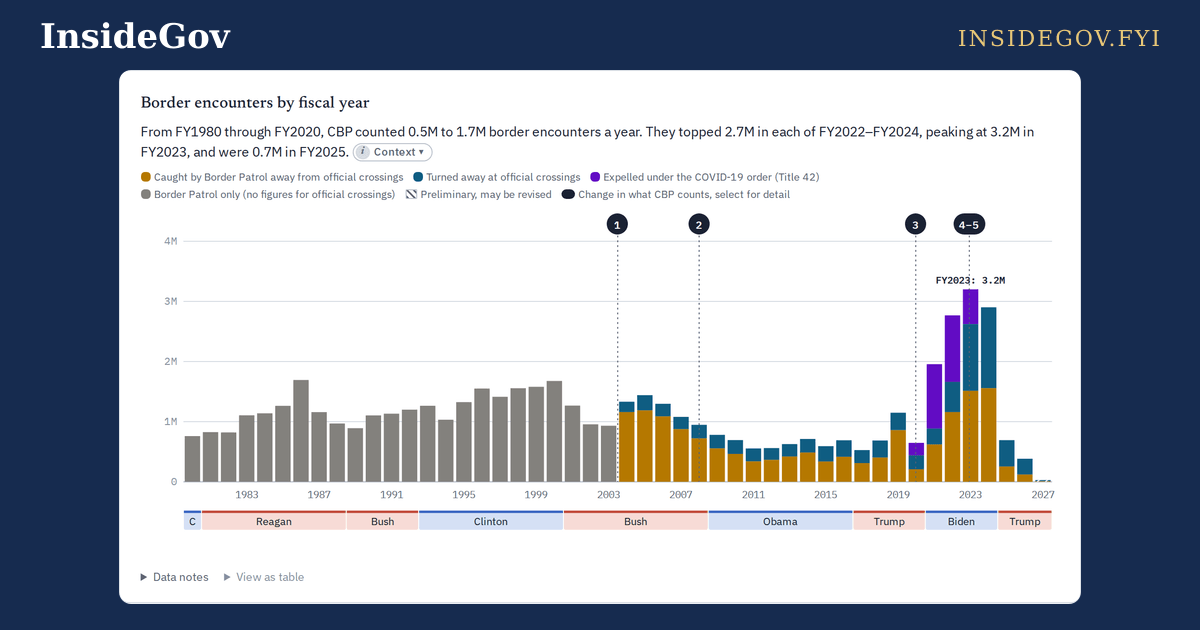 InsideGov
INSIDEGOV.FYI
Border encounters by fiscal year
From FY1980 through FY2020, CBP counted 0.5M to 1.7M border encounters a year. They topped 2.7M in each of FY2022–FY2024, peaking at 3.2M in
FY2023, and were 0.7M in FY2025. i Context ▾
Caught by Border Patrol away from official crossings Turned away at official crossings Expelled under the COVID-19 order (Title 42)
Border Patrol only (no figures for official crossings) Preliminary, may be revised Change in what CBP counts, select for detail
1 2 3 4–5
4M
FY2023: 3.2M
3M
2M
1M
0
1983 1987 1991 1995 1999 2003 2007 2011 2015 2019 2023 2027
C Reagan Bush Clinton Bush Obama Trump Biden Trump
▶ Data notes ▶ View as table